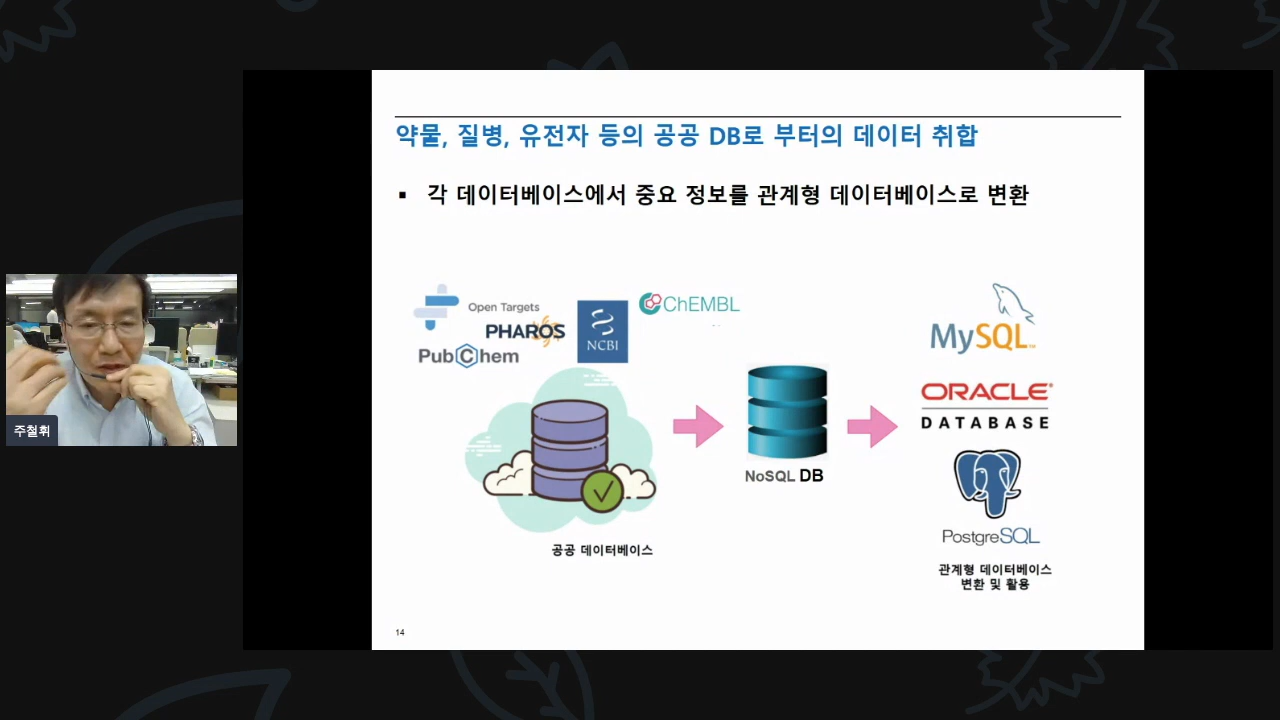 약물, 질병, 유전자 등의 공공 DB로 부터의 데이터 취합
▪ 각 데이터베이스에서 중요 정보를 관계형 데이터베이스로 변환
Open Targets
PHAROS
PubChem
NCBI
ChEMBL
공공 데이터베이스
NoSQL DB
MySQL™
ORACLE®
DATABASE
PostgreSQL
관계형 데이터베이스
변환 및 활용
14
주철휘